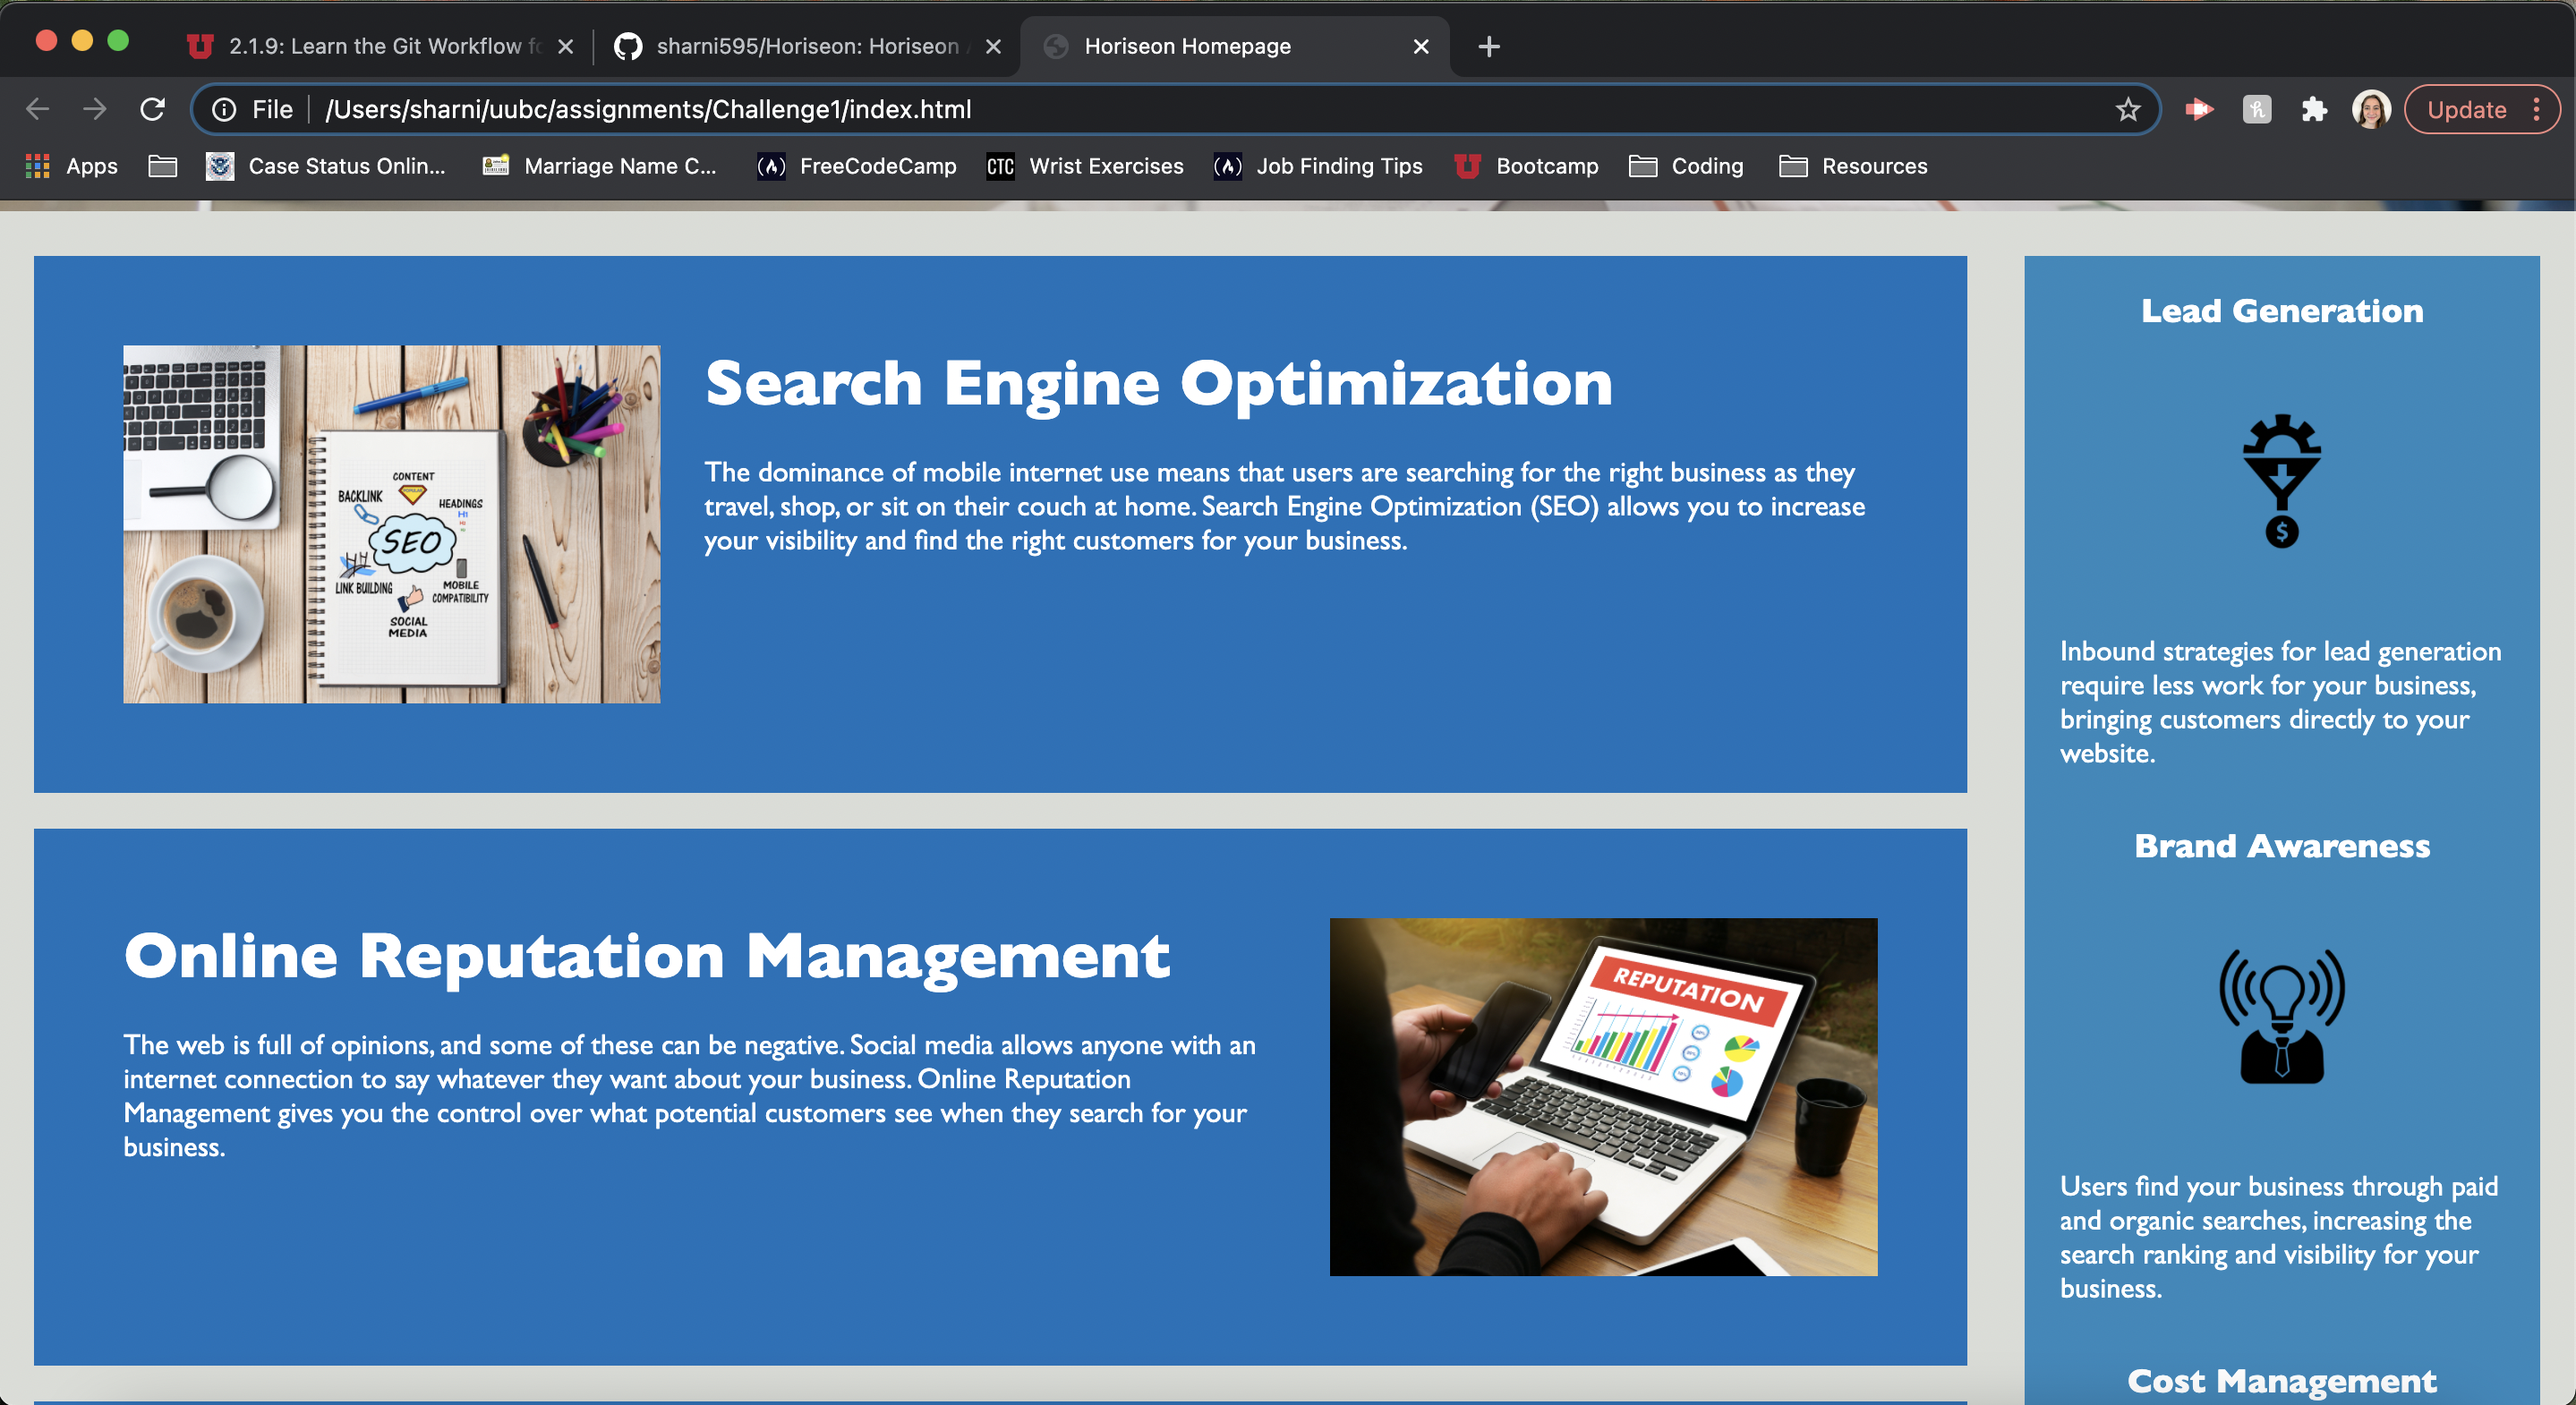 2.1.9: Learn the Git Workflow fo
sharni595/Horiseon: Horiseon
Horiseon Homepage
File
/Users/sharni/uubc/assignments/Challenge1/index.html
Update
Apps
Case Status Onlin...
Marriage Name C...
FreeCodeCamp
CTC
Wrist Exercises
Job Finding Tips
Bootcamp
Coding
Resources
CONTENT
BACKLINK
HEADINGS
H1
SEO
LINK BUILDING
MOBILE
COMPATIBILITY
SOCIAL
MEDIA
Search Engine Optimization
The dominance of mobile internet use means that users are searching for the right business as they
travel, shop, or sit on their couch at home. Search Engine Optimization (SEO) allows you to increase
your visibility and find the right customers for your business.
Online Reputation Management
The web is full of opinions, and some of these can be negative. Social media allows anyone with an
internet connection to say whatever they want about your business. Online Reputation
Management gives you the control over what potential customers see when they search for your
business.
REPUTATION
Lead Generation
$
Inbound strategies for lead generation
require less work for your business,
bringing customers directly to your
website.
Brand Awareness
Users find your business through paid
and organic searches, increasing the
search ranking and visibility for your
business.
Cost Management